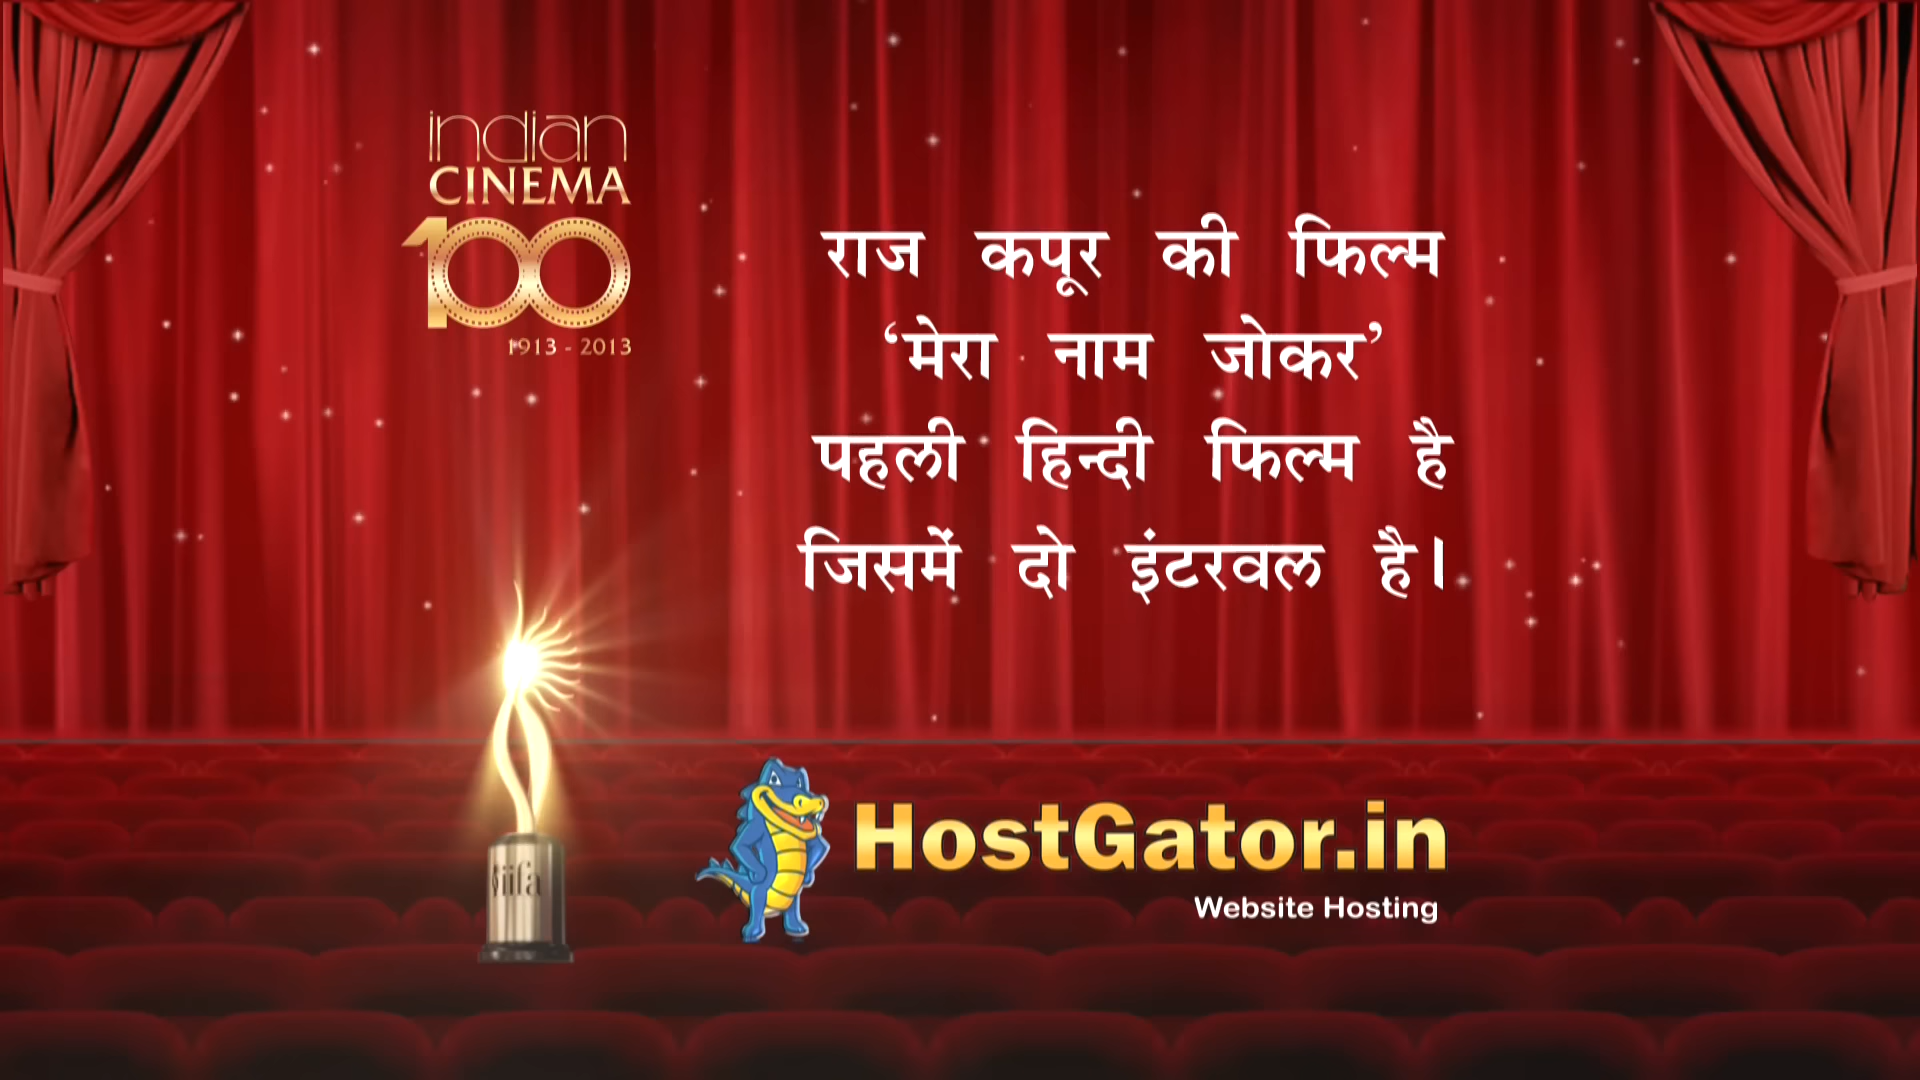 indian
CINEMA
100
1913 - 2013
राज कपूर की फिल्म
‘मेरा नाम जोकर’
पहली हिन्दी फिल्म है
जिसमें दो इंटरवल है।
iifa
HostGator.in
Website Hosting